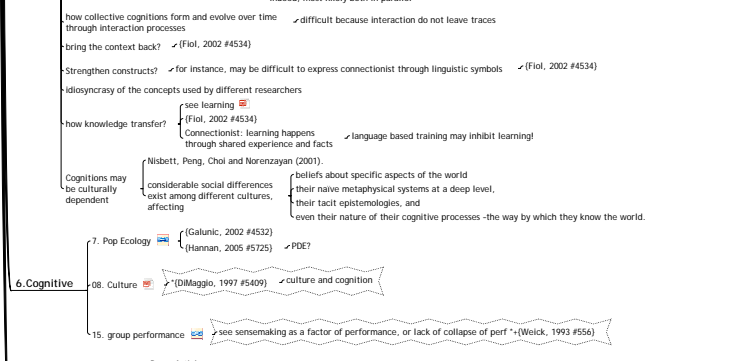 how collective cognitions form and evolve over time
through interaction processes
difficult because interaction do not leave traces
bring the context back?
{Fiol, 2002 #4534}
Strengthen constructs?
for instance, may be difficult to express connectionist through linguistic symbols
{Fiol, 2002 #4534}
idiosyncrasy of the concepts used by different researchers
how knowledge transfer?
see learning
{Fiol, 2002 #4534}
Connectionist: learning happens
through shared experience and facts
language based training may inhibit learning!
Cognitions may
be culturally
dependent
Nisbett, Peng, Choi and Norenzayan (2001).
considerable social differences
exist among different cultures,
affecting
beliefs about specific aspects of the world
their naïve metaphysical systems at a deep level,
their tacit epistemologies, and
even their nature of their cognitive processes –the way by which they know the world.
6.Cognitive
7. Pop Ecology
{Galunic, 2002 #4532}
{Hannan, 2005 #5725}
PDE?
08. Culture
*{DiMaggio, 1997 #5409}
culture and cognition
15. group performance
see sensemaking as a factor of performance, or lack of collapse of perf *+{Weick, 1993 #556}